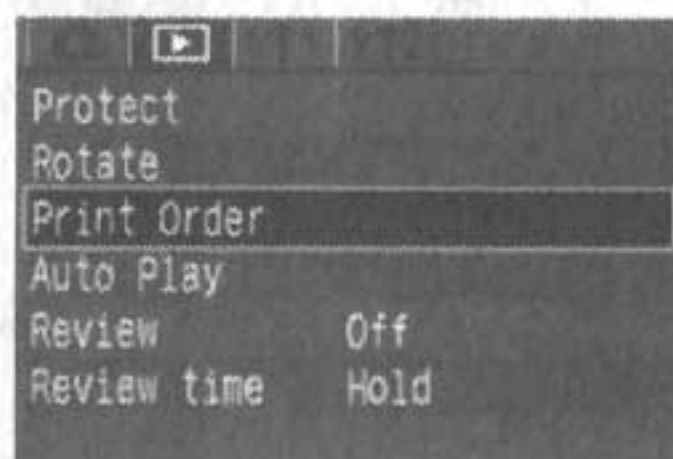 Protect
Rotate
Print Order
Auto Play
Review Off
Review time Hold